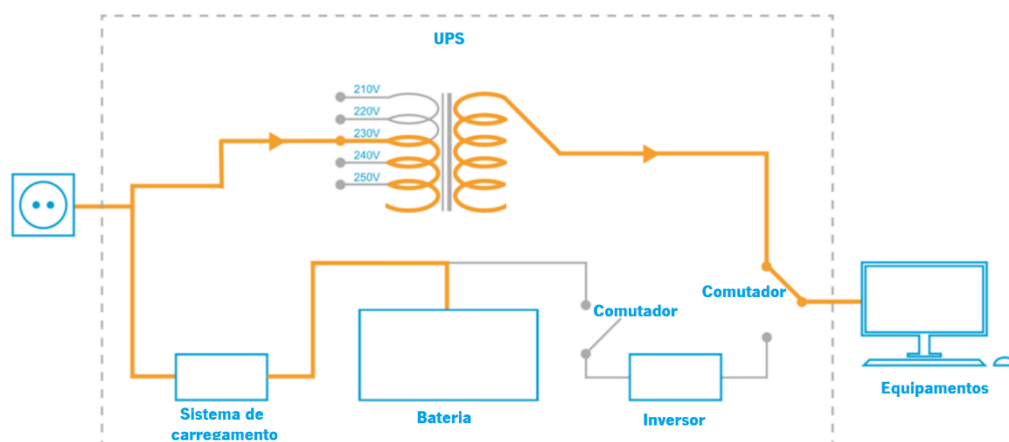 UPS
210V
220V
230V
240V
250V
Comutador
Comutador
Equipamentos
Sistema de
carregamento
Bateria
Inversor